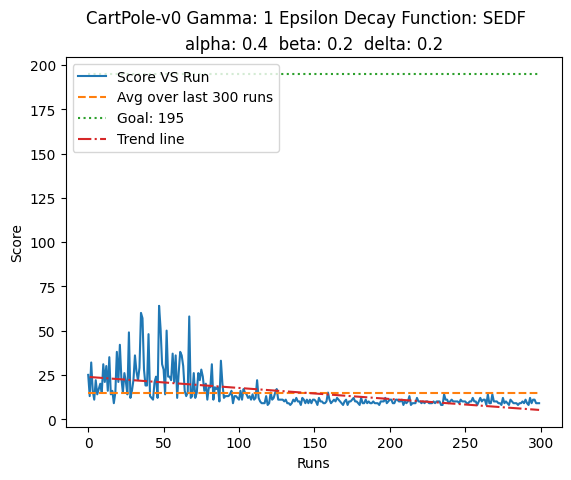 CartPole-v0 Gamma: 1 Epsilon Decay Function: SEDF
alpha: 0.4  beta: 0.2  delta: 0.2
Score VS Run
Avg over last 300 runs
Goal: 195
Trend line
200
175
150
125
100
75
50
25
0
Score
0 50 100 150 200 250 300
Runs